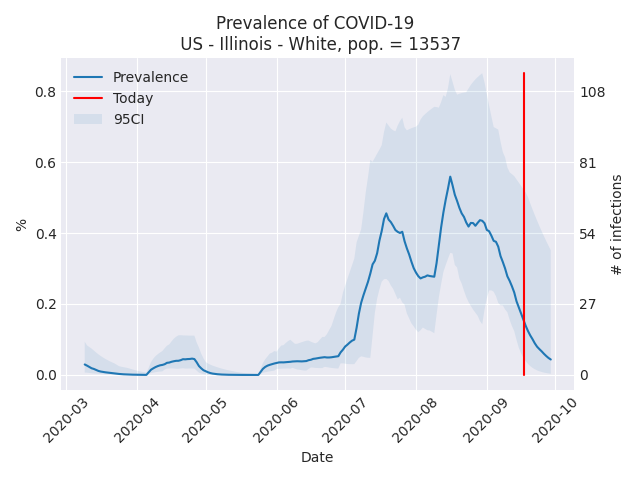 Prevalence of COVID-19
US - Illinois - White, pop. = 13537
Prevalence
Today
95CI
%
0.8
0.6
0.4
0.2
0.0
108
81
54
27
0
# of infections
2020-03
2020-04
2020-05
2020-06
2020-07
2020-08
2020-09
2020-10
Date